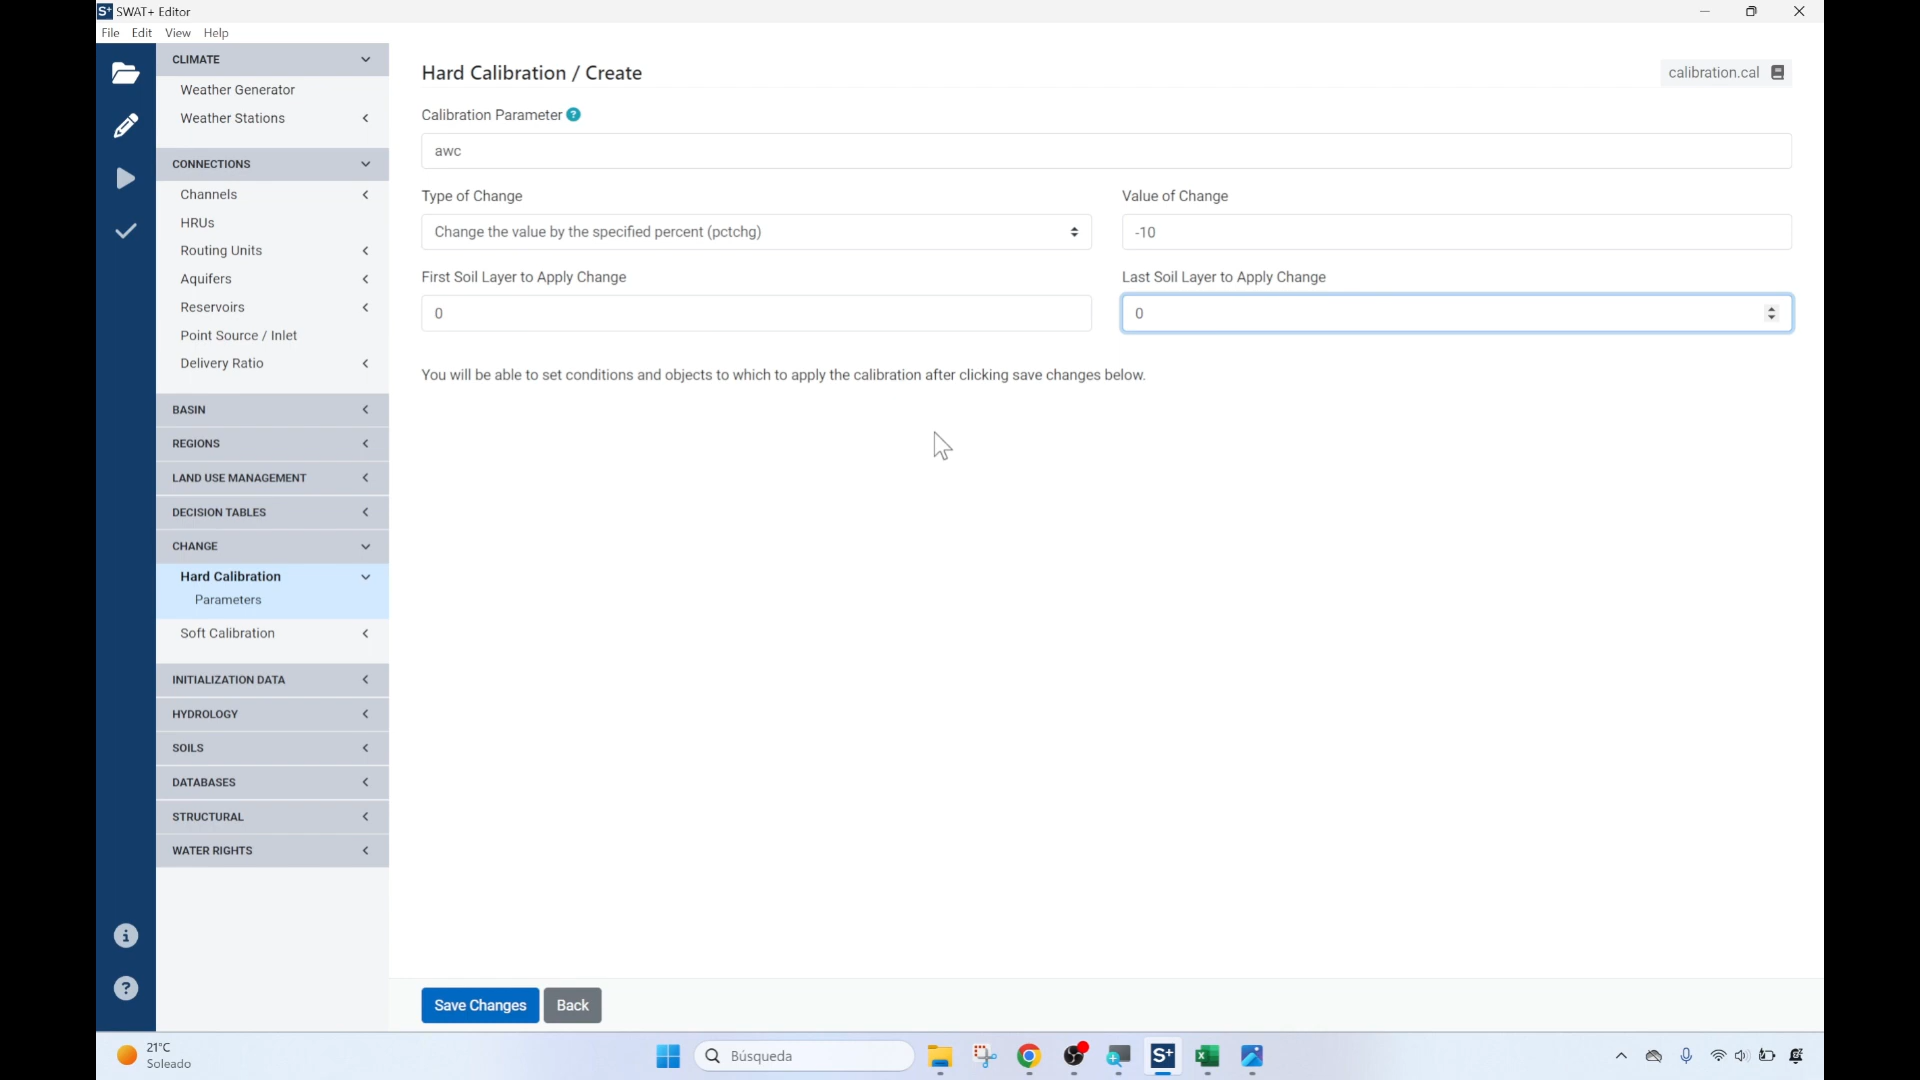 S+ SWAT+ Editor
File Edit View Help
CLIMATE
Weather Generator
Weather Stations
CONNECTIONS
Channels
HRUs
Routing Units
Aquifers
Reservoirs
Point Source / Inlet
Delivery Ratio
BASIN
REGIONS
LAND USE MANAGEMENT
DECISION TABLES
CHANGE
Hard Calibration
Parameters
Soft Calibration
INITIALIZATION DATA
HYDROLOGY
SOILS
DATABASES
STRUCTURAL
WATER RIGHTS
Hard Calibration / Create
calibration.cal
Calibration Parameter ?
awc
Type of Change
Value of Change
Change the value by the specified percent (pctchg)
-10
First Soil Layer to Apply Change
Last Soil Layer to Apply Change
0
0
You will be able to set conditions and objects to which to apply the calibration after clicking save changes below.
Save Changes Back
21°C
Soleado
Búsqueda
S+